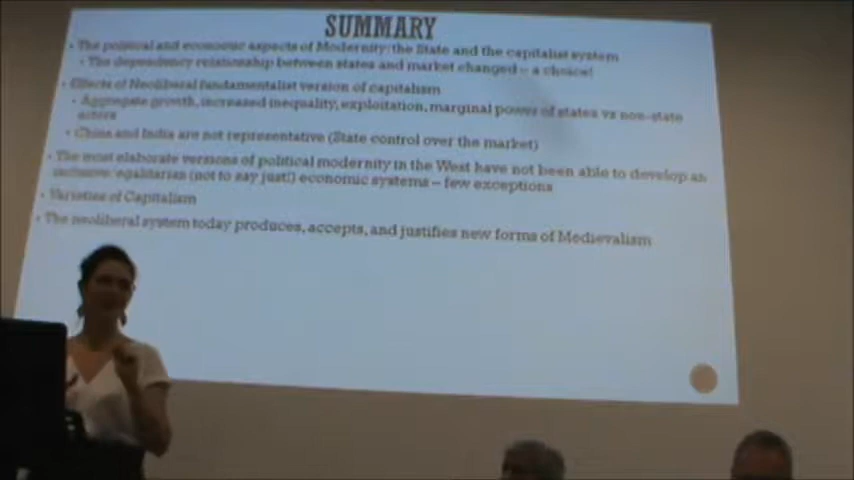 SUMMARY
• The political and economic aspects of Modernity: the State and the capitalist system
• The dependency relationship between states and market changed – a choice!
• Effects of Neoliberal fundamentalist version of capitalism
• Aggregate growth, increased inequality, exploitation, marginal power of states vs non-state
actors
• China and India are not representative (State control over the market)
• The most elaborate versions of political modernity in the West have not been able to develop an
inclusive/egalitarian (not to say just!) economic systems – few exceptions
• Varieties of Capitalism
• The neoliberal system today produces, accepts, and justifies new forms of Medievalism